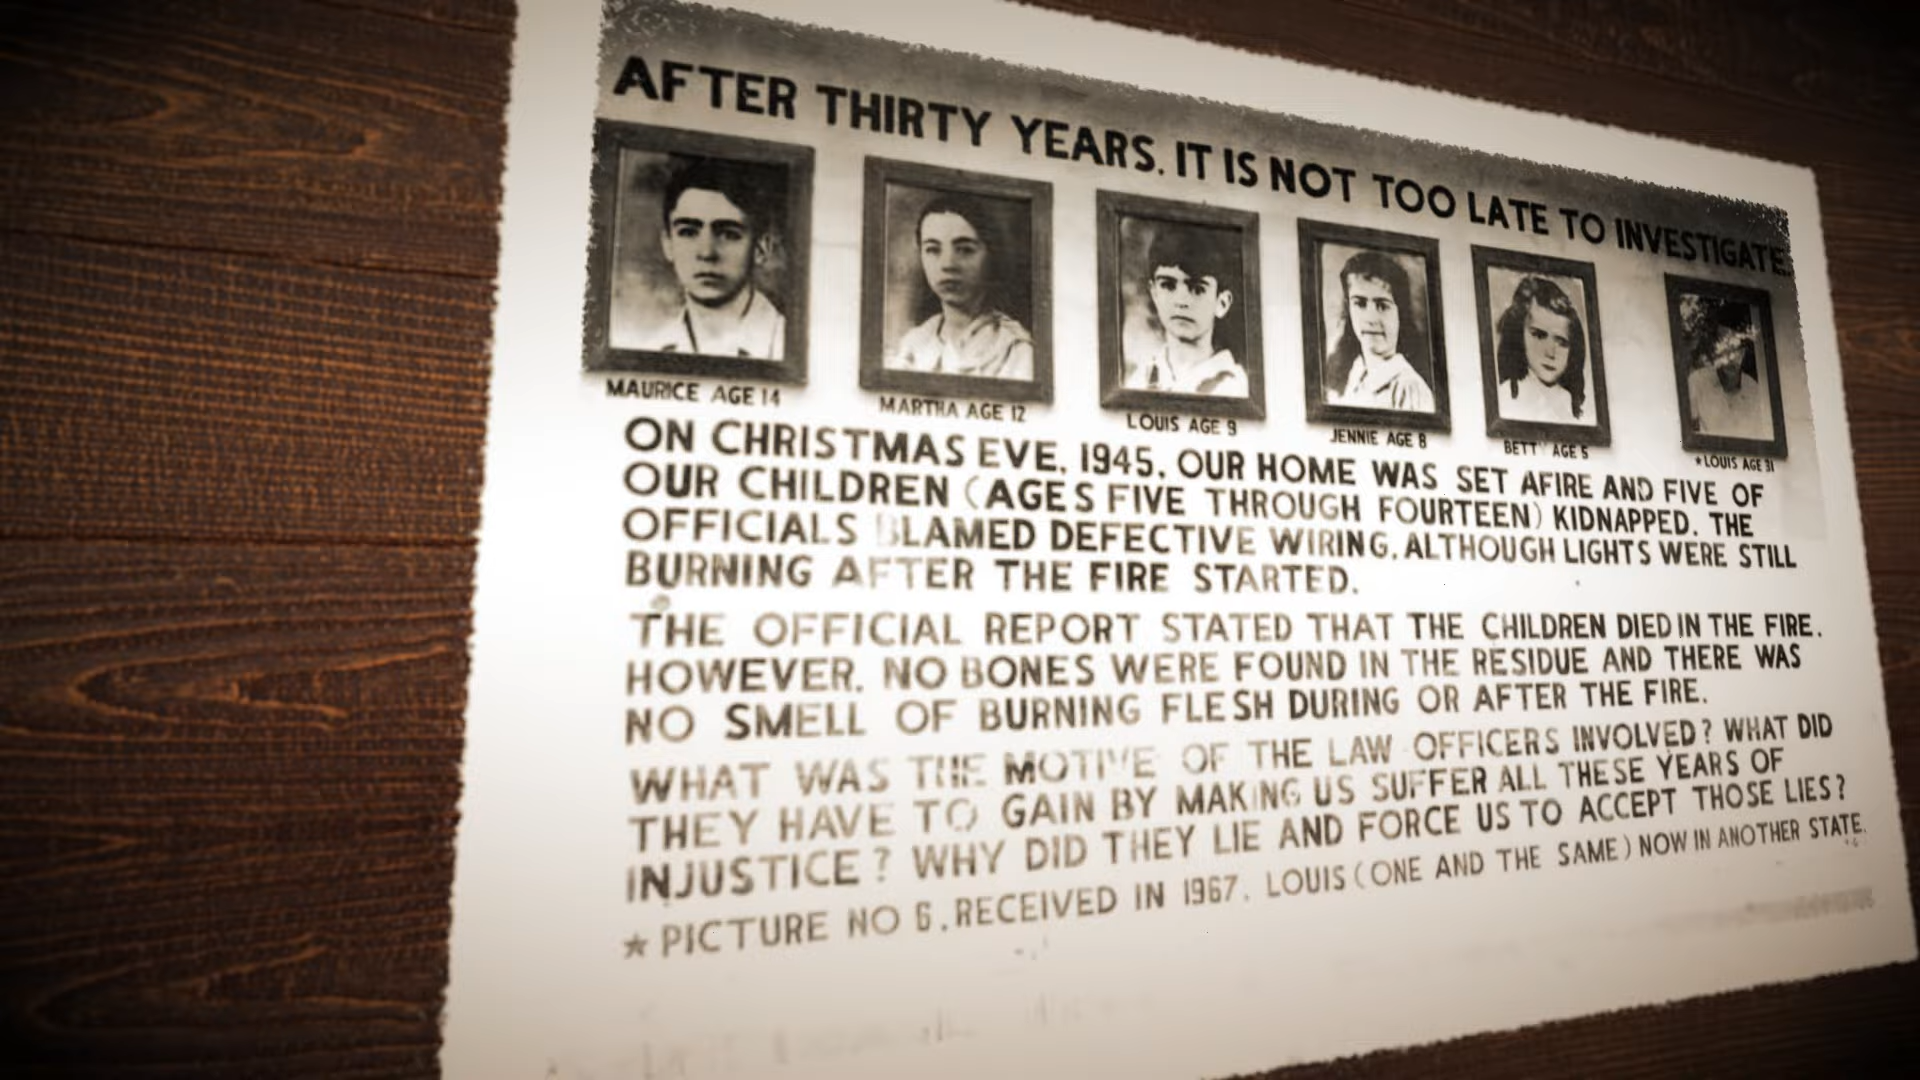 AFTER THIRTY YEARS. IT IS NOT TOO LATE TO INVESTIGATE.
MAURICE AGE 14
MARTHA AGE 12
LOUIS AGE 9
JENNIE AGE 8
BETT AGE 5
★ LOUIS AGE 31
ON CHRISTMAS EVE, 1945, OUR HOME WAS SET AFIRE AND FIVE OF
OUR CHILDREN (AGES FIVE THROUGH FOURTEEN) KIDNAPPED. THE
OFFICIALS BLAMED DEFECTIVE WIRING, ALTHOUGH LIGHTS WERE STILL
BURNING AFTER THE FIRE STARTED.
THE OFFICIAL REPORT STATED THAT THE CHILDREN DIED IN THE FIRE.
HOWEVER, NO BONES WERE FOUND IN THE RESIDUE AND THERE WAS
NO SMELL OF BURNING FLESH DURING OR AFTER THE FIRE.
WHAT WAS THE MOTIVE OF THE LAW OFFICERS INVOLVED? WHAT DID
THEY HAVE TO GAIN BY MAKING US SUFFER ALL THESE YEARS OF
INJUSTICE? WHY DID THEY LIE AND FORCE US TO ACCEPT THOSE LIES?
★ PICTURE NO 6. RECEIVED IN 1967. LOUIS (ONE AND THE SAME) NOW IN ANOTHER STATE.